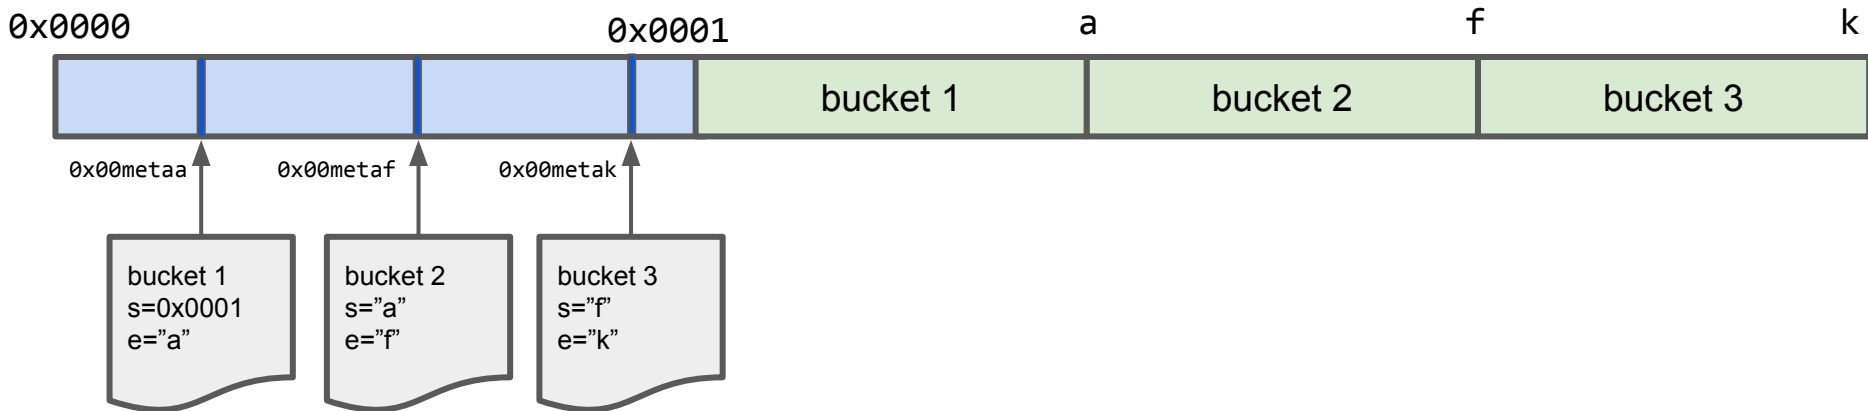 0x0000
0x0001
a
f
k
bucket 1
bucket 2
bucket 3
0x00metaa
0x00metaf
0x00metak
bucket 1
s=0x0001
e=”a”
bucket 2
s=”a”
e=”f”
bucket 3
s=”f”
e=”k”